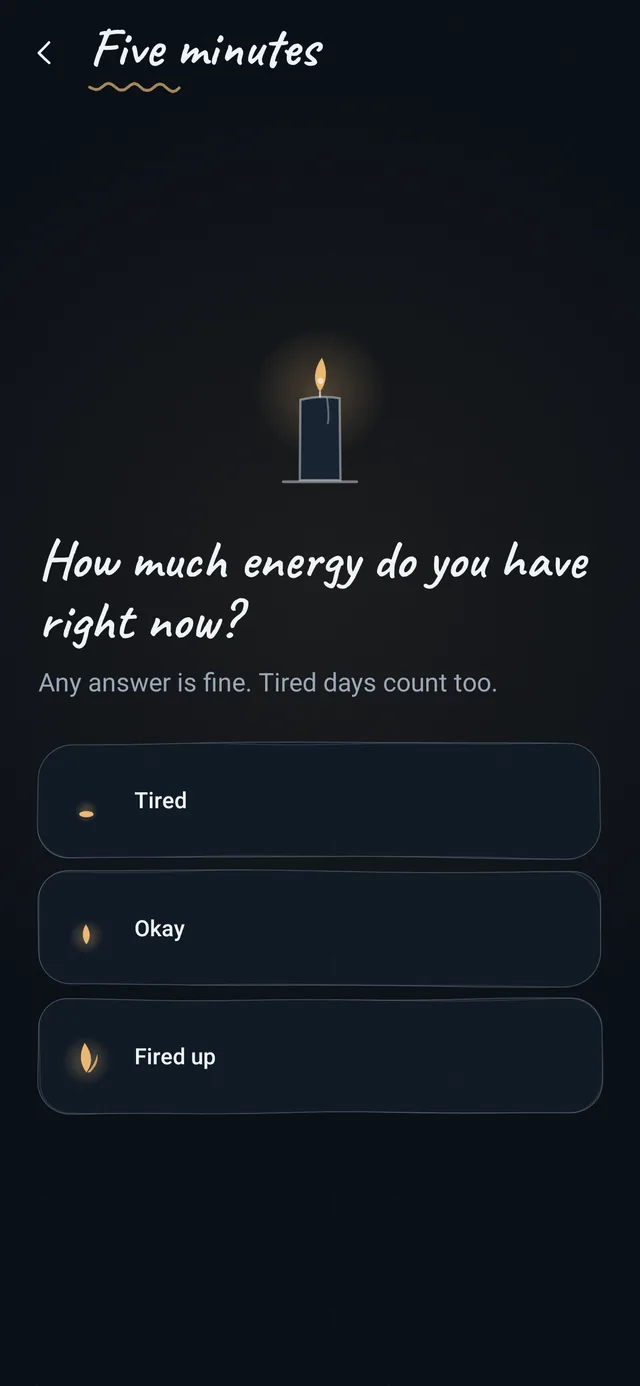 Five minutes
How much energy do you have
right now?
Any answer is fine. Tired days count too.
Tired
Okay
Fired up